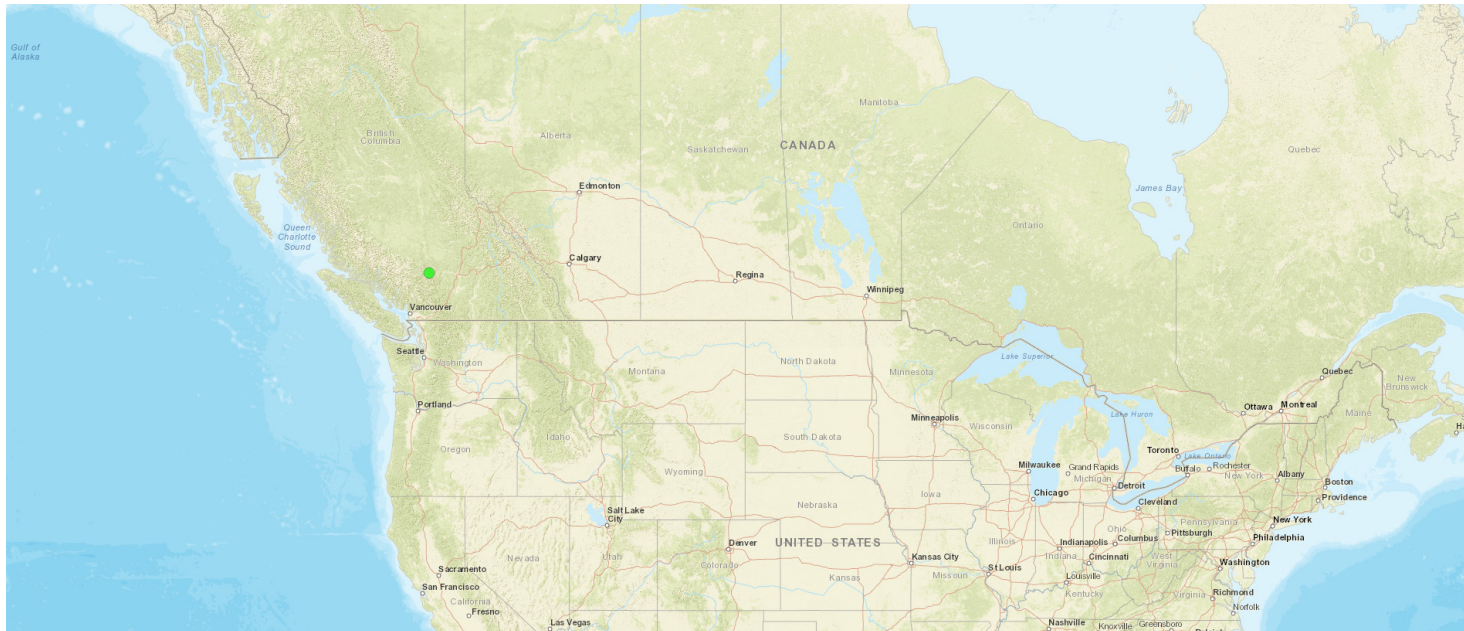 Gulf of
Alaska
British
Columbia
Alberta
Saskatchewan
Manitoba
CANADA
Quebec
James Bay
Ontario
Edmonton
Queen
Charlotte
Sound
Calgary
Regina
Winnipeg
Vancouver
Seattle
Washington
Montana
North Dakota
Minnesota
Lake Superior
Quebec
New
Brunswick
Portland
Minneapolis
Wisconsin
Lake Huron
Ottawa
Montreal
Maine
Ha
Oregon
Idaho
South Dakota
Wyoming
Toronto
Lake Ontario
Milwaukee
Grand Rapids
Michigan
Buffalo
Rochester
New York
Albany
Detroit
Boston
Providence
Chicago
Iowa
Nebraska
Cleveland
Salt Lake
City
Pennsylvania
New York
Nevada
Utah
Denver
Colorado
UNITED STATES
Illinois
Indianapolis
Indiana
Ohio
Columbus
Pittsburgh
Philadelphia
Kansas City
Cincinnati
West
Virginia
Washington
Sacramento
San Francisco
California
Fresno
Kansas
Missouri
St Louis
Louisville
Kentucky
Virginia
Richmond
Norfolk
Las Vegas
Nashville
Knoxville
Greensboro